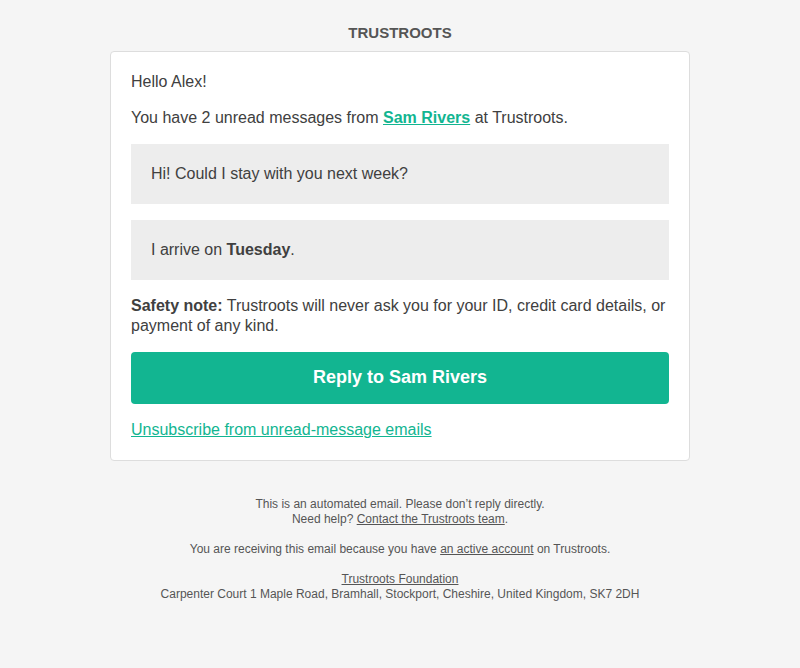 TRUSTROOTS
Hello Alex!
You have 2 unread messages from Sam Rivers at Trustroots.
Hi! Could I stay with you next week?
I arrive on Tuesday.
Safety note: Trustroots will never ask you for your ID, credit card details, or
payment of any kind.
Reply to Sam Rivers
Unsubscribe from unread-message emails
This is an automated email. Please don’t reply directly.
Need help? Contact the Trustroots team.
You are receiving this email because you have an active account on Trustroots.
Trustroots Foundation
Carpenter Court 1 Maple Road, Bramhall, Stockport, Cheshire, United Kingdom, SK7 2DH